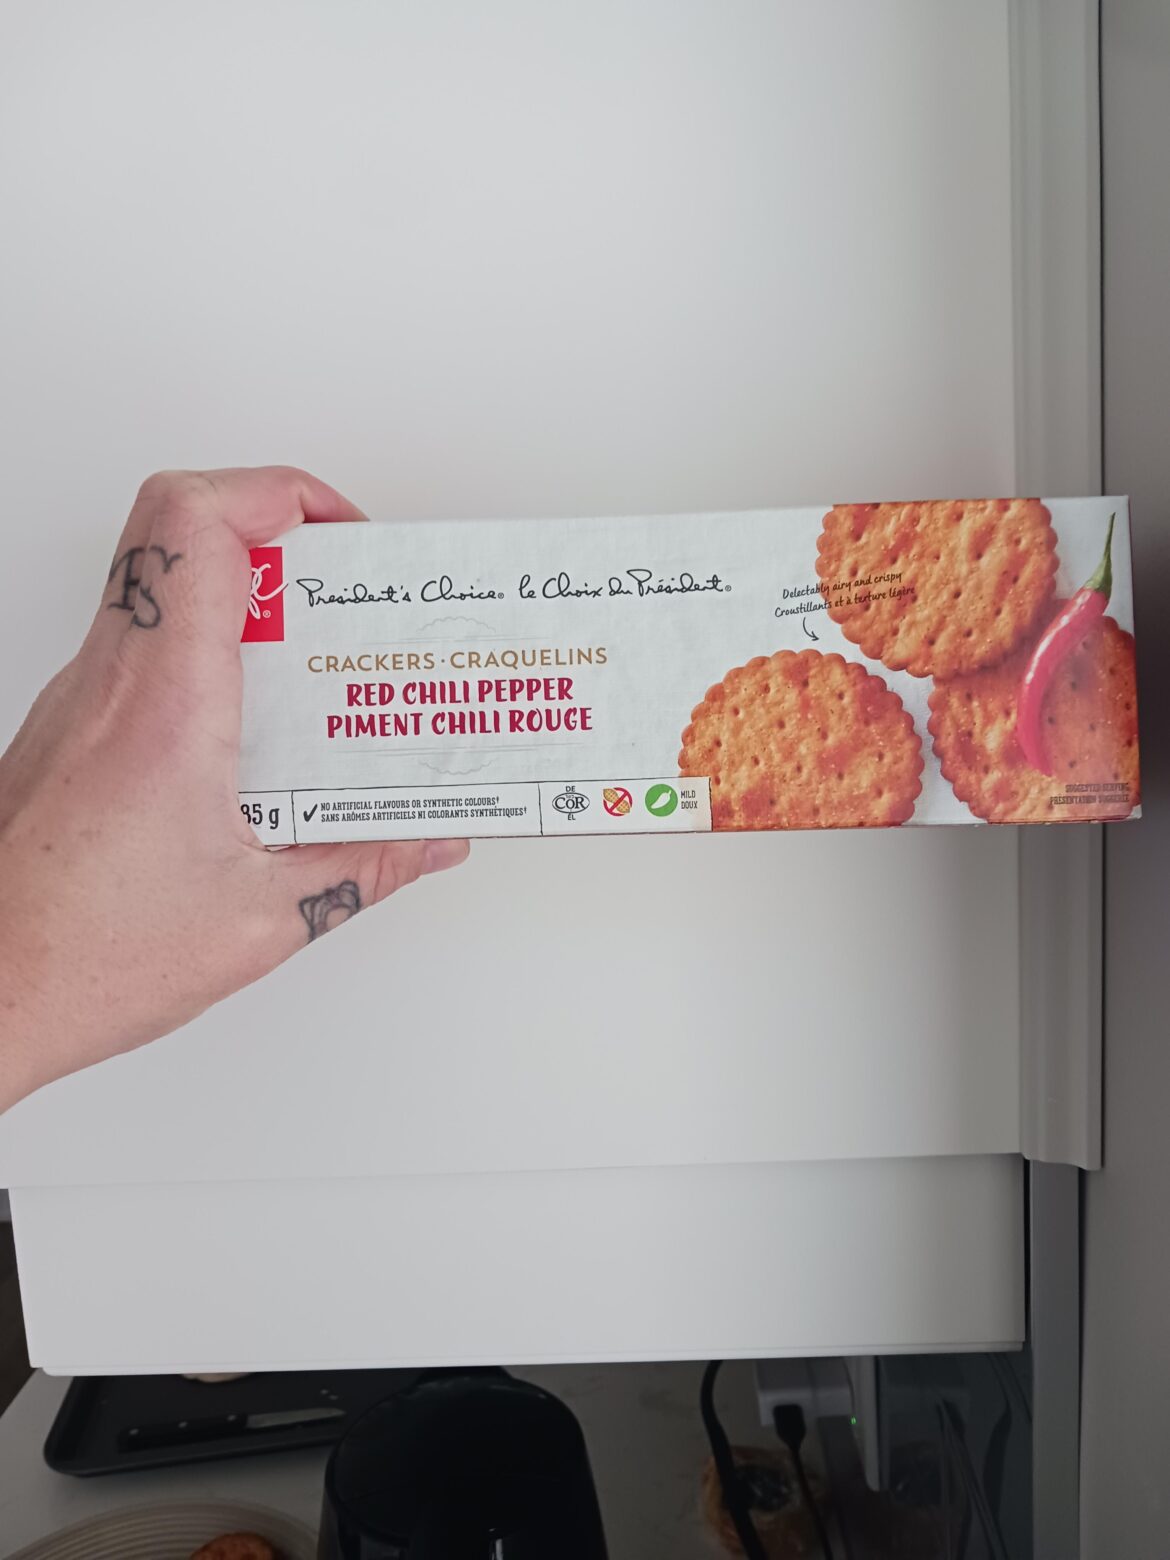 President's Choice® le Choix du Président®
Delectably airy and crispy
Croustillants et à texture légère
CRACKERS · CRAQUELINS
RED CHILI PEPPER
PIMENT CHILI ROUGE
85 g
✓ NO ARTIFICIAL FLAVOURS OR SYNTHETIC COLOURS†
SANS ARÔMES ARTIFICIELS NI COLORANTS SYNTHÉTIQUES†
COR
MILD
DOUX
SUGGESTED SERVING
PRÉSENTATION SUGGÉRÉE